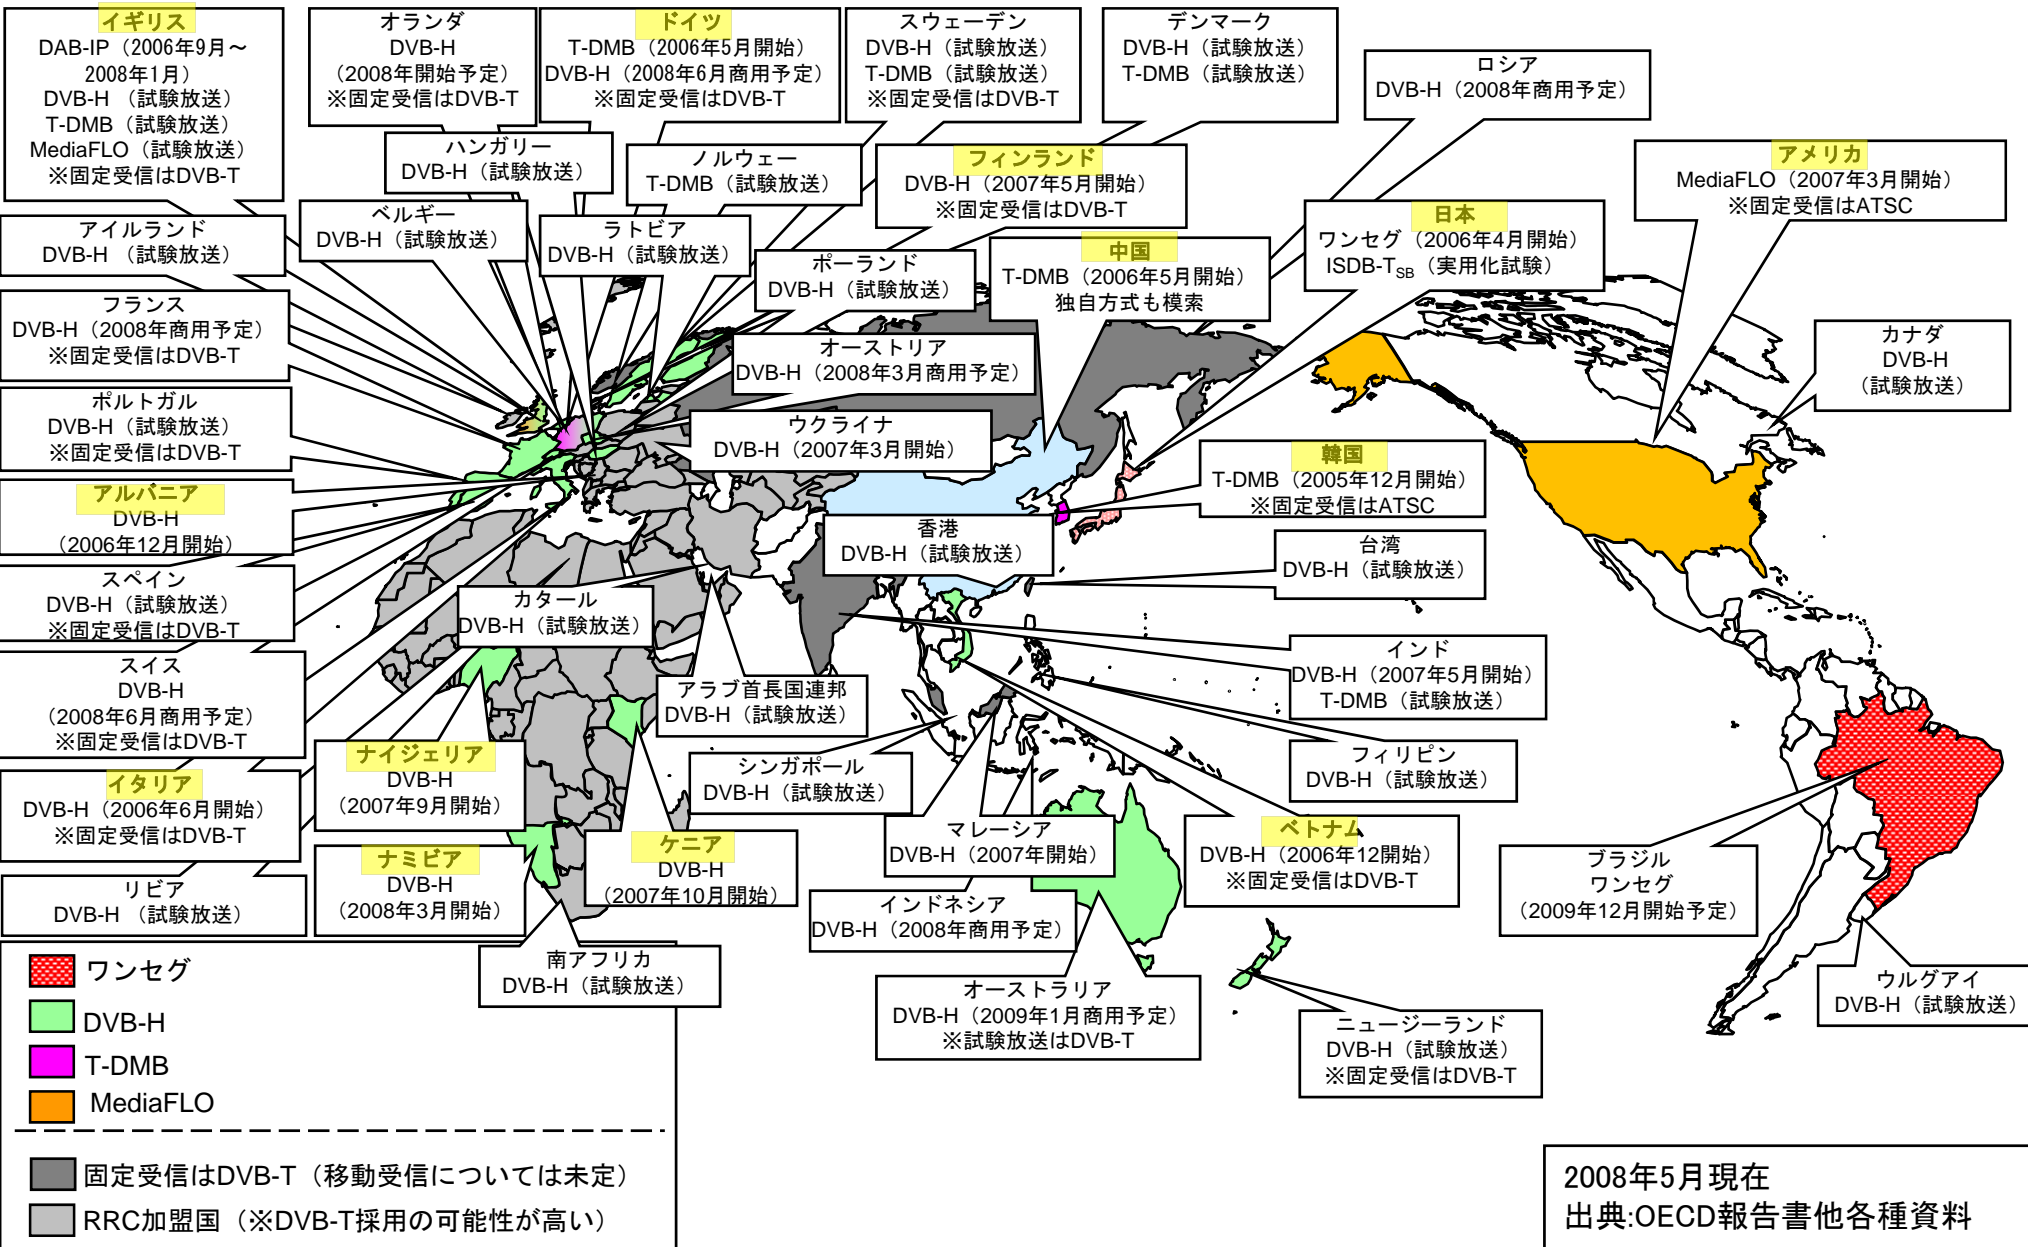 イギリス
DAB-IP（2006年9月～
2008年1月）
DVB-H （試験放送）
T-DMB（試験放送）
MediaFLO（試験放送）
※固定受信はDVB-T
オランダ
DVB-H
（2008年開始予定）
※固定受信はDVB-T
ドイツ
T-DMB（2006年5月開始）
DVB-H（2008年6月商用予定）
※固定受信はDVB-T
スウェーデン
DVB-H（試験放送）
T-DMB（試験放送）
※固定受信はDVB-T
デンマーク
DVB-H（試験放送）
T-DMB（試験放送）
ロシア
DVB-H（2008年商用予定）
ハンガリー
DVB-H（試験放送）
ノルウェー
T-DMB（試験放送）
フィンランド
DVB-H（2007年5月開始）
※固定受信はDVB-T
アメリカ
MediaFLO（2007年3月開始）
※固定受信はATSC
アイルランド
DVB-H （試験放送）
ベルギー
DVB-H（試験放送）
ラトビア
DVB-H（試験放送）
ポーランド
DVB-H（試験放送）
中国
T-DMB（2006年5月開始）
独自方式も模索
日本
ワンセグ（2006年4月開始）
ISDB-TSB（実用化試験）
フランス
DVB-H（2008年商用予定）
※固定受信はDVB-T
オーストリア
DVB-H（2008年3月商用予定）
カナダ
DVB-H
（試験放送）
ポルトガル
DVB-H（試験放送）
※固定受信はDVB-T
ウクライナ
DVB-H（2007年3月開始）
韓国
T-DMB（2005年12月開始）
※固定受信はATSC
アルバニア
DVB-H
（2006年12月開始）
香港
DVB-H（試験放送）
台湾
DVB-H（試験放送）
スペイン
DVB-H（試験放送）
※固定受信はDVB-T
カタール
DVB-H（試験放送）
インド
DVB-H（2007年5月開始）
T-DMB（試験放送）
スイス
DVB-H
（2008年6月商用予定）
※固定受信はDVB-T
アラブ首長国連邦
DVB-H（試験放送）
ナイジェリア
DVB-H
（2007年9月開始）
シンガポール
DVB-H（試験放送）
フィリピン
DVB-H（試験放送）
イタリア
DVB-H（2006年6月開始）
※固定受信はDVB-T
ナミビア
DVB-H
（2008年3月開始）
ケニア
DVB-H
（2007年10月開始）
マレーシア
DVB-H（2007年開始）
ベトナム
DVB-H（2006年12開始）
※固定受信はDVB-T
ブラジル
ワンセグ
（2009年12月開始予定）
リビア
DVB-H （試験放送）
インドネシア
DVB-H（2008年商用予定）
南アフリカ
DVB-H（試験放送）
オーストラリア
DVB-H（2009年1月商用予定）
※試験放送はDVB-T
ニュージーランド
DVB-H（試験放送）
※固定受信はDVB-T
ウルグアイ
DVB-H（試験放送）
ワンセグ
DVB-H
T-DMB
MediaFLO
固定受信はDVB-T（移動受信については未定）
RRC加盟国（※DVB-T採用の可能性が高い）
2008年5月現在
出典:OECD報告書他各種資料